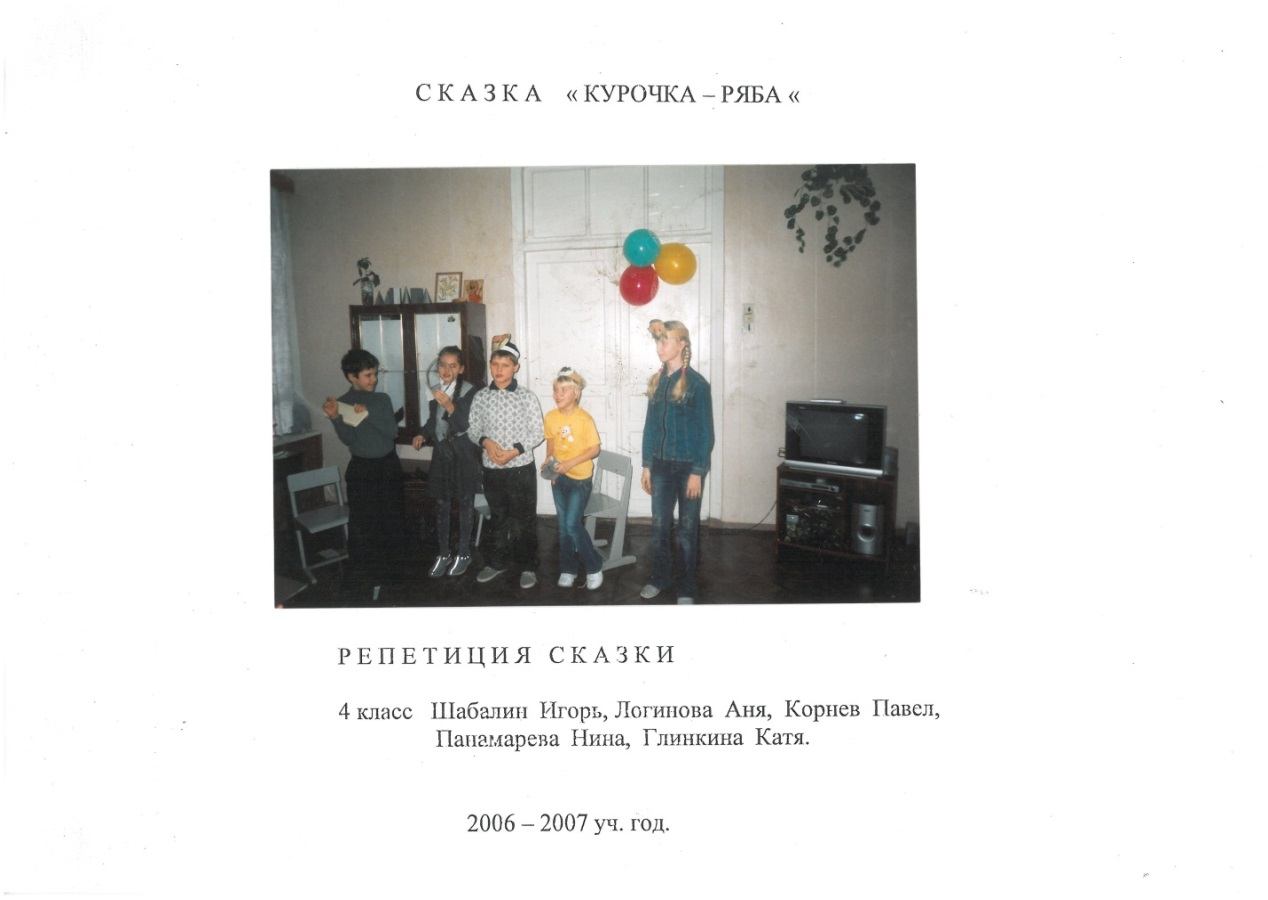 СКАЗКА « КУРОЧКА – РЯБА «
РЕПЕТИЦИЯ СКАЗКИ
4 класс Шабалин Игорь, Логинова Аня, Корнев Павел,
Панамарева Нина, Глинкина Катя.
2006 – 2007 уч. год.